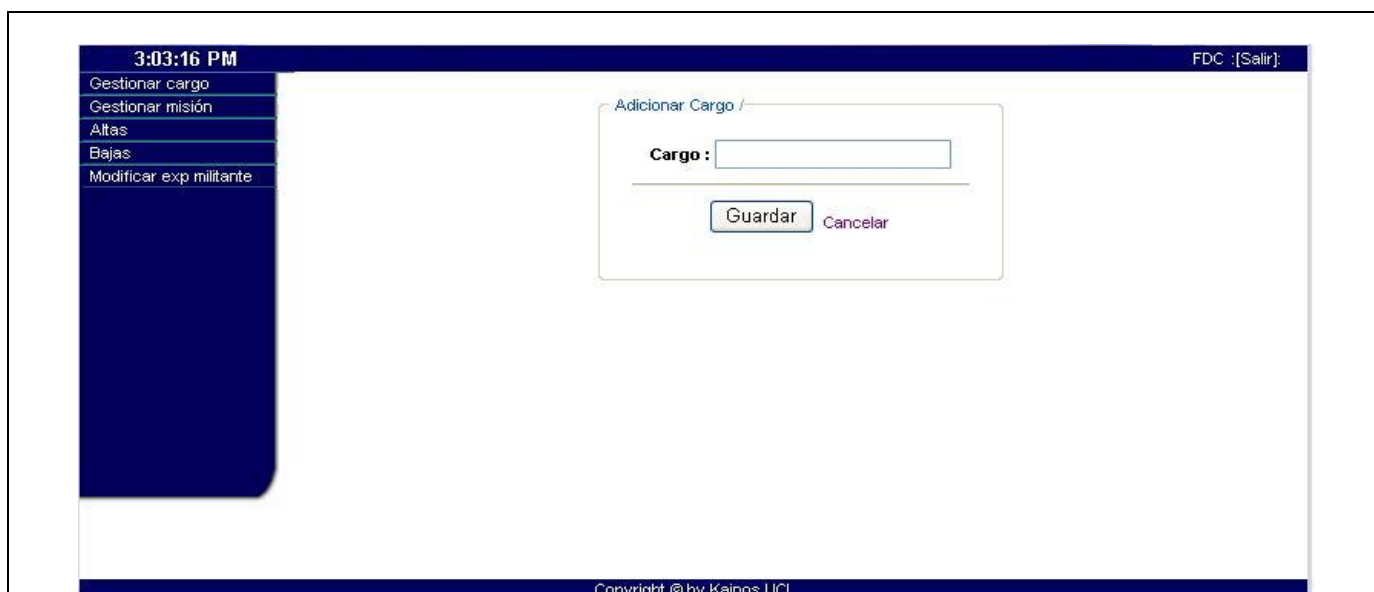 3:03:16 PM
FDC :[Salir]:
Gestionar cargo
Gestionar misión
Altas
Bajas
Modificar exp militante
Adicionar Cargo /
Cargo :
Guardar Cancelar
Copyright © by Kainos UCI